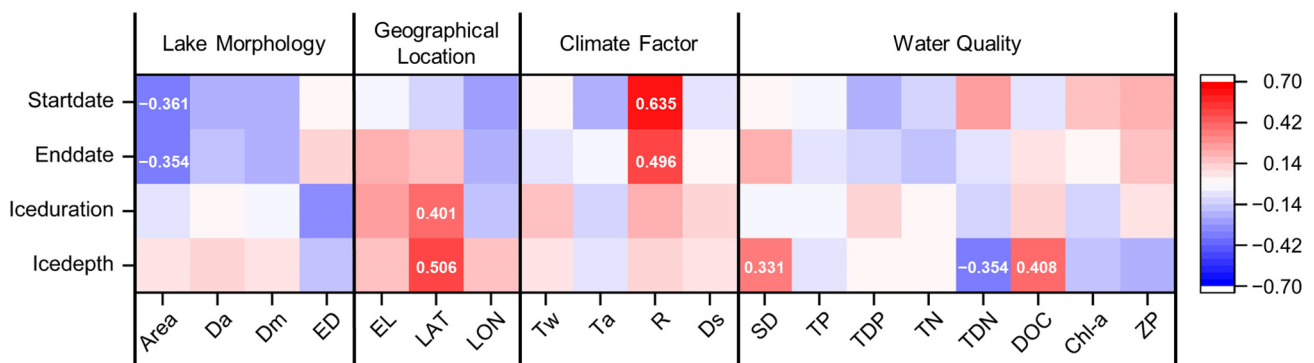 Lake Morphology
Geographical
Location
Climate Factor
Water Quality
Startdate
−0.361
0.635
Enddate
−0.354
0.496
Iceduration
0.401
Icedepth
0.506
0.331
−0.354
0.408
Area
Da
Dm
ED
EL
LAT
LON
Tw
Ta
R
Ds
SD
TP
TDP
TN
TDN
DOC
Chl-a
ZP
0.70
0.42
0.14
−0.14
−0.42
−0.70